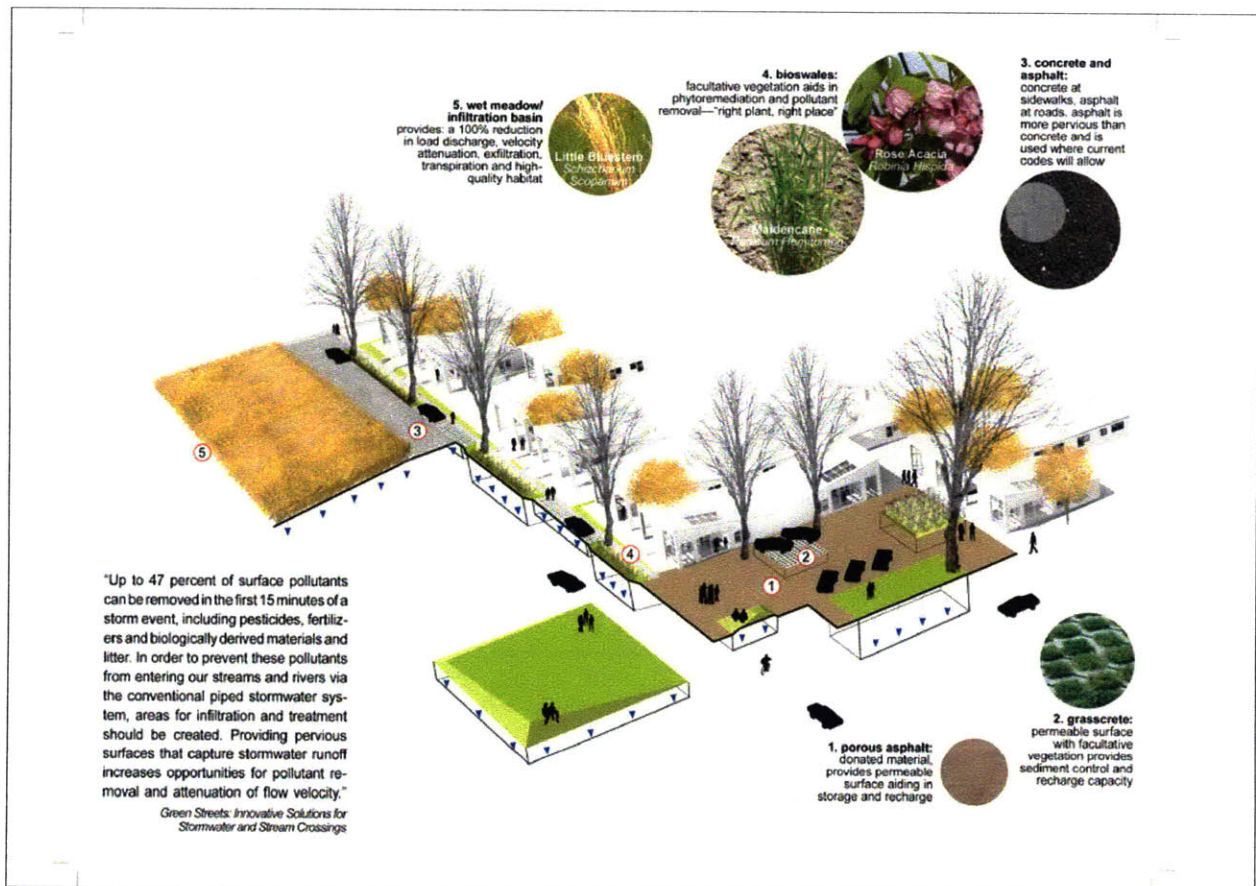 5. wet meadow/
infiltration basin
provides: a 100% reduction
in load discharge, velocity
attenuation, exfiltration,
transpiration and high-
quality habitat
Little Bluestem
Schizcharium
Scoparium
4. bioswales:
facultative vegetation aids in
phytoremediation and pollutant
removal—"right plant, right place"
Maidencane
Panicum Hemitomon
Rose Acacia
Robinia Hispida
3. concrete and
asphalt:
concrete at
sidewalks, asphalt
at roads. asphalt is
more pervious than
concrete and is
used where current
codes will allow
5
3
4
2
1
"Up to 47 percent of surface pollutants
can be removed in the first 15 minutes of a
storm event, including pesticides, fertiliz-
ers and biologically derived materials and
litter. In order to prevent these pollutants
from entering our streams and rivers via
the conventional piped stormwater sys-
tem, areas for infiltration and treatment
should be created. Providing pervious
surfaces that capture stormwater runoff
increases opportunities for pollutant re-
moval and attenuation of flow velocity."
Green Streets: Innovative Solutions for
Stormwater and Stream Crossings
1. porous asphalt:
donated material,
provides permeable
surface aiding in
storage and recharge
2. grasscrete:
permeable surface
with facultative
vegetation provides
sediment control and
recharge capacity